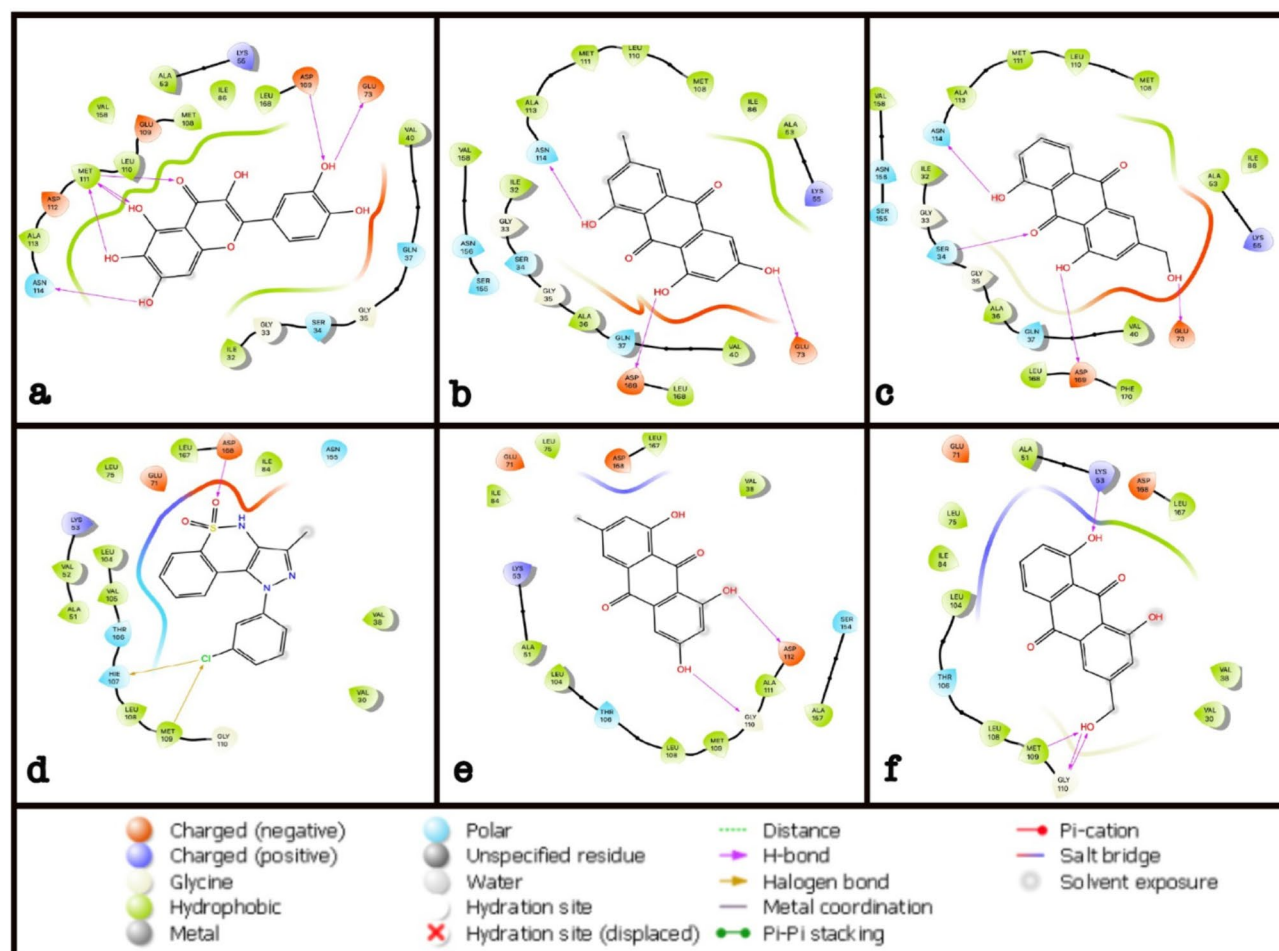 LYS
55
ALA
53
ILE
86
LEU
168
ASP
169
GLU
73
VAL
158
GLU
109
MET
108
VAL
40
LEU
110
MET
111
ASP
112
ALA
113
ASN
114
O
OH
OH
HO
HO
HO
O
OH
GLN
37
GLY
35
SER
34
GLY
33
ILE
32
a
MET
111
LEU
110
MET
108
ILE
86
ALA
53
ALA
113
ASN
114
VAL
158
ILE
32
LYS
55
GLY
33
ASN
156
SER
155
SER
34
GLY
35
ALA
36
GLN
37
VAL
40
GLU
73
ASP
169
LEU
168
O
HO
O
OH
HO
b
MET
111
LEU
110
MET
108
VAL
158
ALA
113
ASN
114
ILE
86
ALA
53
LYS
55
ASN
156
SER
155
ILE
32
GLY
33
SER
34
GLY
35
ALA
36
GLN
37
VAL
40
GLU
73
LEU
168
ASP
169
PHE
170
O
HO
O
HO
OH
c
LEU
167
ASP
168
ASN
155
LEU
75
GLU
71
ILE
84
LYS
53
VAL
52
ALA
51
LEU
104
VAL
105
THR
106
HIE
107
LEU
108
MET
109
GLY
110
VAL
38
VAL
30
O
O
S
H
N
N
N
Cl
d
LEU
75
LEU
167
GLU
71
ASP
168
ILE
84
VAL
38
LYS
53
ALA
51
LEU
104
THR
106
LEU
108
MET
109
GLY
110
ALA
111
ASP
112
SER
154
ALA
157
OH
O
O
OH
OH
e
GLU
71
ALA
51
LYS
53
ASP
168
LEU
167
LEU
75
ILE
84
LEU
104
THR
106
LEU
108
MET
109
GLY
110
VAL
38
VAL
30
OH
O
O
OH
HO
f
Charged (negative)
Charged (positive)
Glycine
Hydrophobic
Metal
Polar
Unspecified residue
Water
Hydration site
Hydration site (displaced)
Distance
H-bond
Halogen bond
Metal coordination
Pi-Pi stacking
Pi-cation
Salt bridge
Solvent exposure